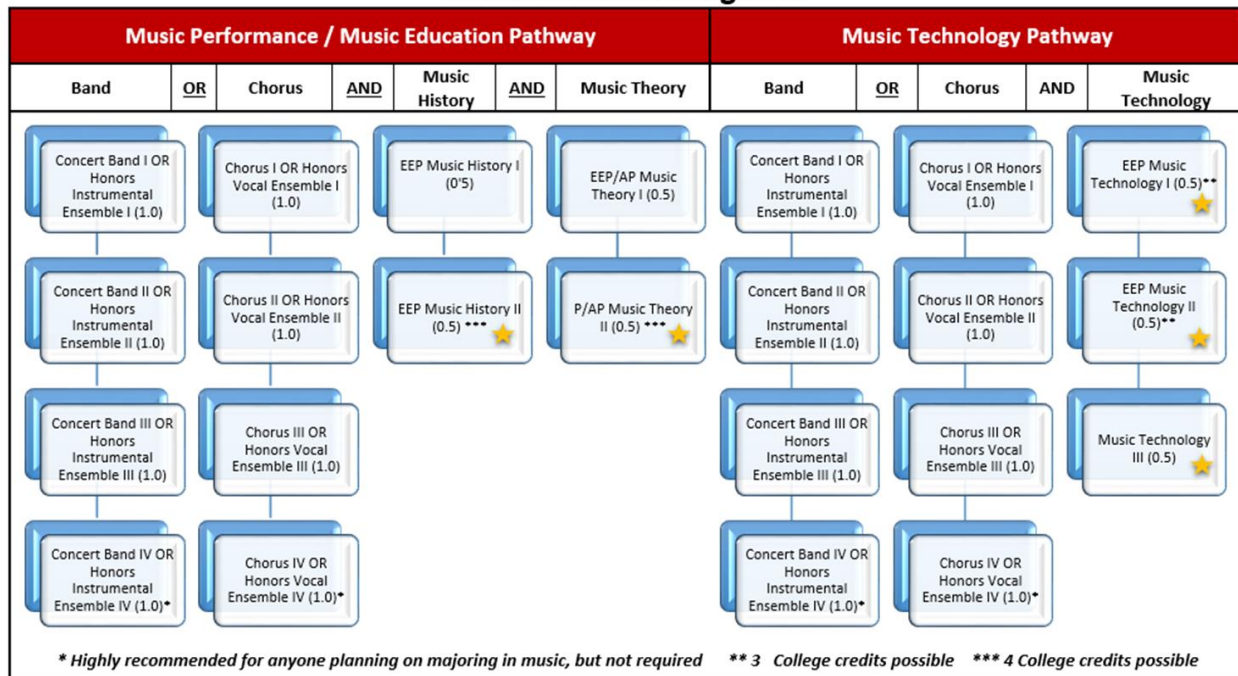 Music Performance / Music Education Pathway
Music Technology Pathway
Band
OR
Chorus
AND
Music
History
AND
Music Theory
Band
OR
Chorus
AND
Music
Technology
Concert Band I OR
Honors
Instrumental
Ensemble I (1.0)
Chorus I OR Honors
Vocal Ensemble I
(1.0)
EEP Music History I
(0'5)
EEP/AP Music
Theory I (0.5)
Concert Band I OR
Honors
Instrumental
Ensemble I (1.0)
Chorus I OR Honors
Vocal Ensemble I
(1.0)
EEP Music
Technology I (0.5)**
Concert Band II OR
Honors
Instrumental
Ensemble II (1.0)
Chorus II OR Honors
Vocal Ensemble II
(1.0)
EEP Music History II
(0.5) ***
P/AP Music Theory
II (0.5) ***
Concert Band II OR
Honors
Instrumental
Ensemble II (1.0)
Chorus II OR Honors
Vocal Ensemble II
(1.0)
EEP Music
Technology II
(0.5)**
Concert Band III OR
Honors
Instrumental
Ensemble III (1.0)
Chorus III OR
Honors Vocal
Ensemble III (1.0)
Concert Band III OR
Honors
Instrumental
Ensemble III (1.0)
Chorus III OR
Honors Vocal
Ensemble III (1.0)
Music Technology
III (0.5)
Concert Band IV OR
Honors
Instrumental
Ensemble IV (1.0)*
Chorus IV OR
Honors Vocal
Ensemble IV (1.0)*
Concert Band IV OR
Honors
Instrumental
Ensemble IV (1.0)*
Chorus IV OR
Honors Vocal
Ensemble IV (1.0)*
* Highly recommended for anyone planning on majoring in music, but not required ** 3 College credits possible *** 4 College credits possible